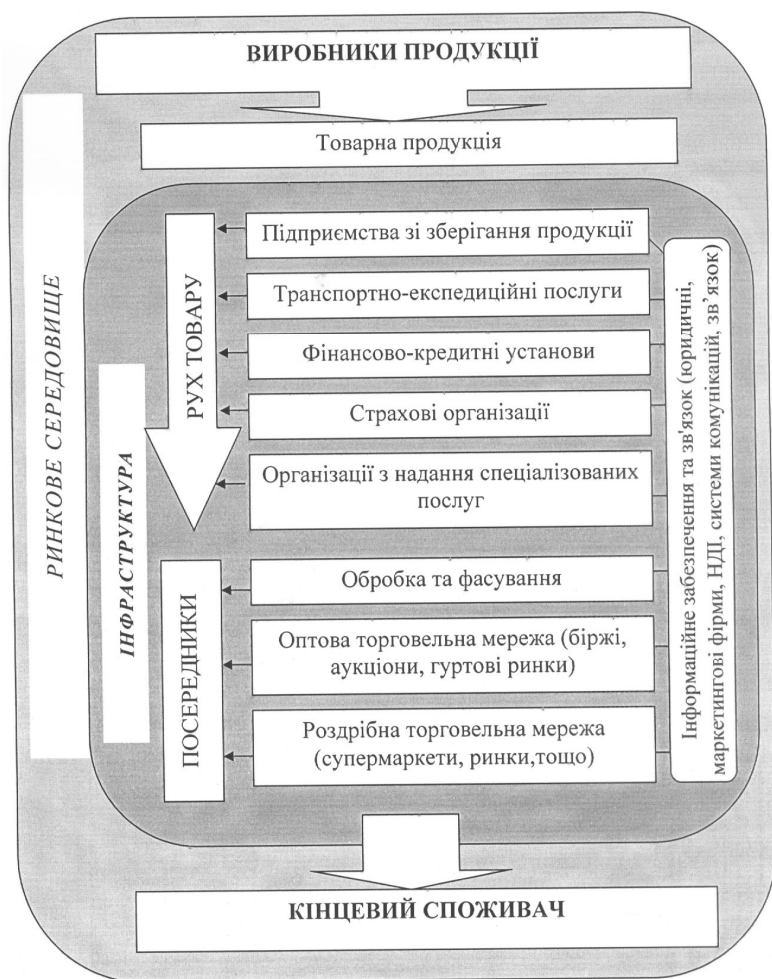 ВИРОБНИКИ ПРОДУКЦІЇ
Товарна продукція
РИНКОВЕ СЕРЕДОВИЩЕ
ІНФРАСТРУКТУРА
РУХ ТОВАРУ
Підприємства зі зберігання продукції
Транспортно-експедиційні послуги
Фінансово-кредитні установи
Страхові організації
Організації з надання спеціалізованих
послуг
ПОСЕРЕДНИКИ
Обробка та фасування
Оптова торговельна мережа (біржі,
аукціони, гуртові ринки)
Роздрібна торговельна мережа
(супермаркети, ринки,тощо)
Інформаційне забезпечення та зв'язок (юридичні,
маркетингові фірми, НДІ, системи комунікацій, зв’язок)
КІНЦЕВИЙ СПОЖИВАЧ